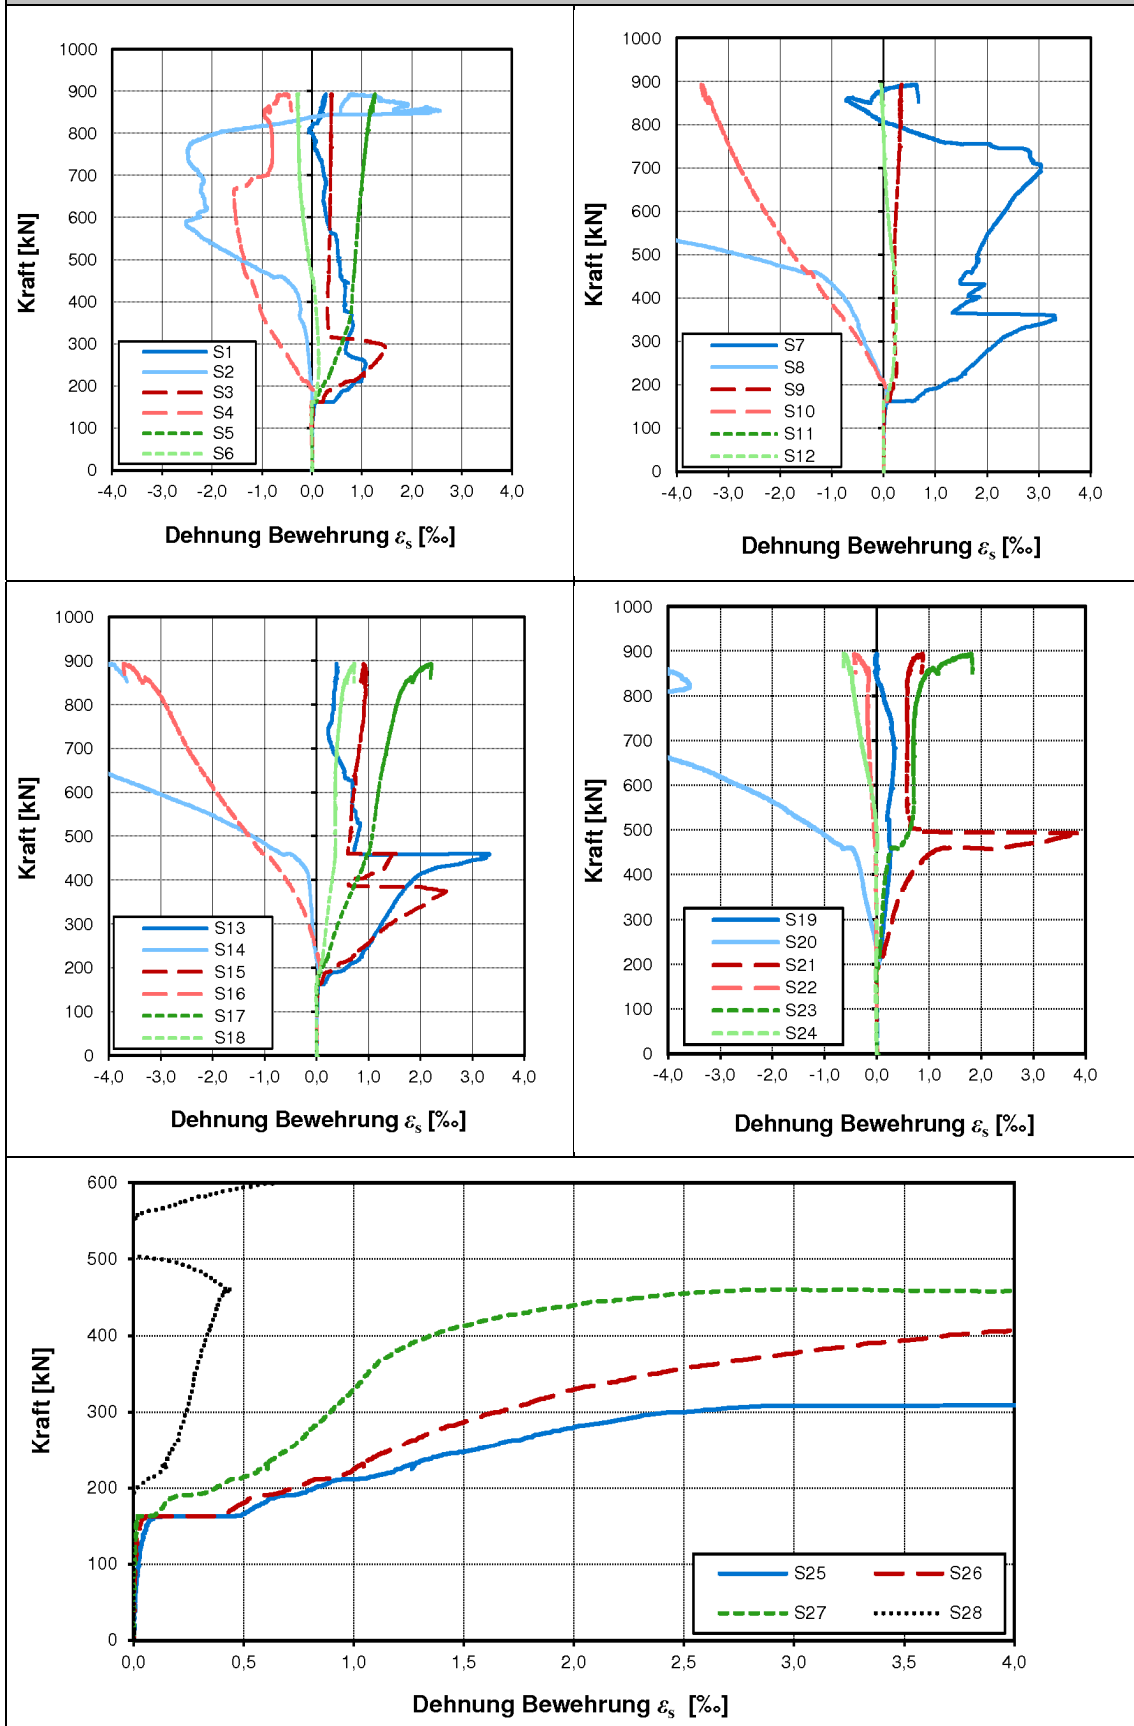 1000
900
800
700
600
500
400
300
200
100
0
Kraft [kN]
S1
S2
S3
S4
S5
S6
-4,0 -3,0 -2,0 -1,0 0,0 1,0 2,0 3,0 4,0
Dehnung Bewehrung εs [‰]
1000
900
800
700
600
500
400
300
200
100
0
Kraft [kN]
S7
S8
S9
S10
S11
S12
-4,0 -3,0 -2,0 -1,0 0,0 1,0 2,0 3,0 4,0
Dehnung Bewehrung εs [‰]
1000
900
800
700
600
500
400
300
200
100
0
Kraft [kN]
S13
S14
S15
S16
S17
S18
-4,0 -3,0 -2,0 -1,0 0,0 1,0 2,0 3,0 4,0
Dehnung Bewehrung εs [‰]
1000
900
800
700
600
500
400
300
200
100
0
Kraft [kN]
S19
S20
S21
S22
S23
S24
-4,0 -3,0 -2,0 -1,0 0,0 1,0 2,0 3,0 4,0
Dehnung Bewehrung εs [‰]
600
500
400
300
200
100
0
Kraft [kN]
S25 S26
S27 S28
0,0 0,5 1,0 1,5 2,0 2,5 3,0 3,5 4,0
Dehnung Bewehrung εs [‰]